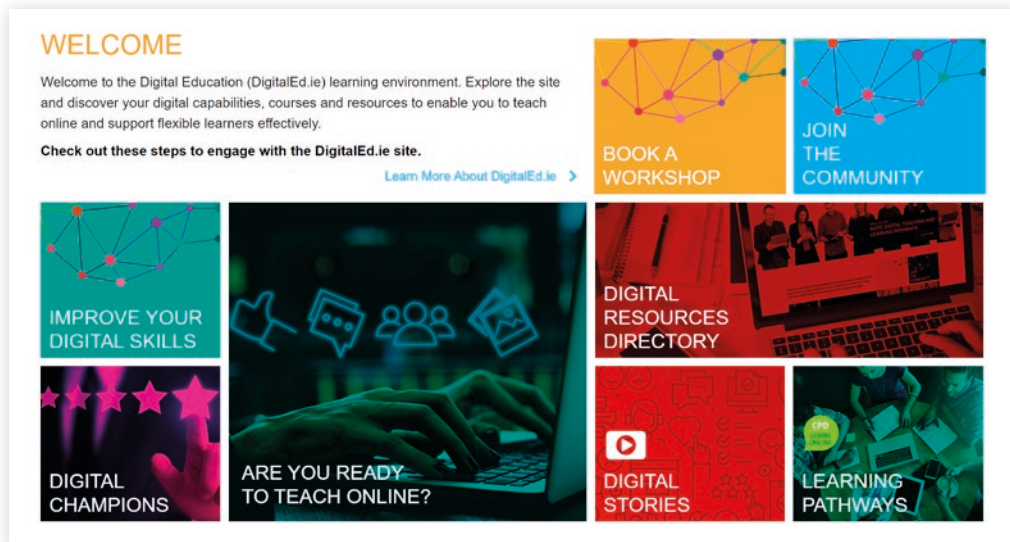 WELCOME
Welcome to the Digital Education (DigitalEd.ie) learning environment. Explore the site
and discover your digital capabilities, courses and resources to enable you to teach
online and support flexible learners effectively.
Check out these steps to engage with the DigitalEd.ie site.
Learn More About DigitalEd.ie
BOOK A
WORKSHOP
JOIN
THE
COMMUNITY
IMPROVE YOUR
DIGITAL SKILLS
ARE YOU READY
TO TEACH ONLINE?
DIGITAL
RESOURCES
DIRECTORY
DIGITAL
CHAMPIONS
DIGITAL
STORIES
CPD
LEARN
ONLINE
LEARNING
PATHWAYS